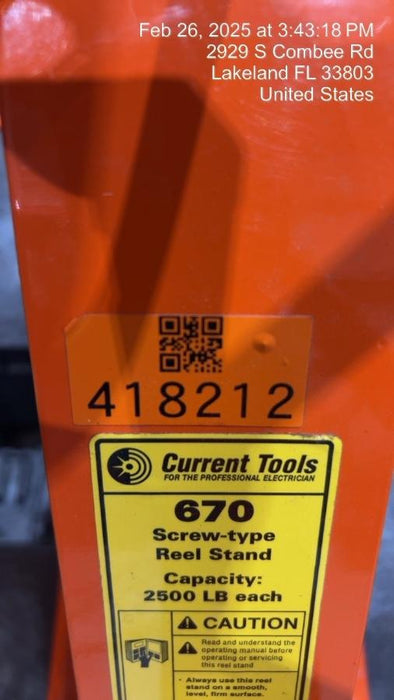 Feb 26, 2025 at 3:43:18 PM
2929 S Combee Rd
Lakeland FL 33803
United States
418212
Current Tools
FOR THE PROFESSIONAL ELECTRICIAN
670
Screw-type
Reel Stand
Capacity:
2500 LB each
CAUTION
Read and understand the
operating manual before
operating or servicing
this reel stand
• Always use this reel
stand on a smooth,
level, firm surface.